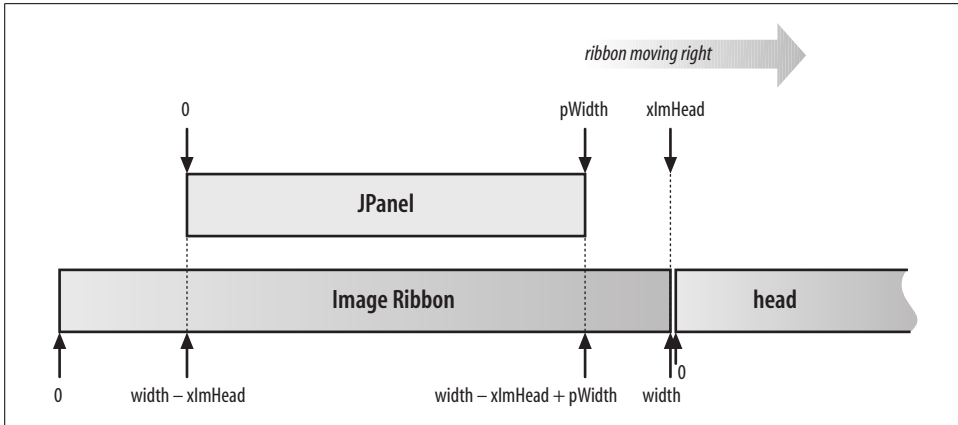 ribbon moving right
0 pWidth xImHead
JPanel
Image Ribbon head
0 width – xImHead width – xImHead + pWidth width 0